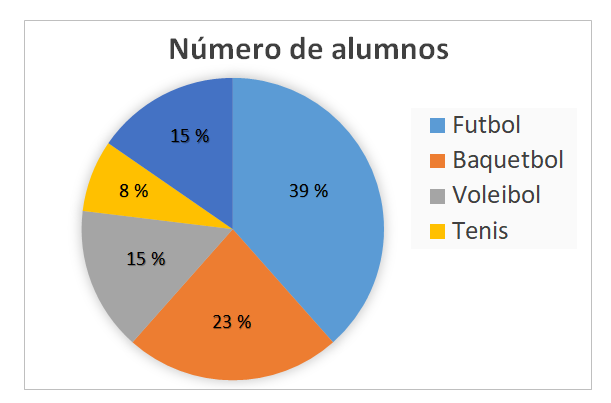 Número de alumnos
15 %
39 %
8 %
15 %
23 %
Futbol
Baquetbol
Voleibol
Tenis